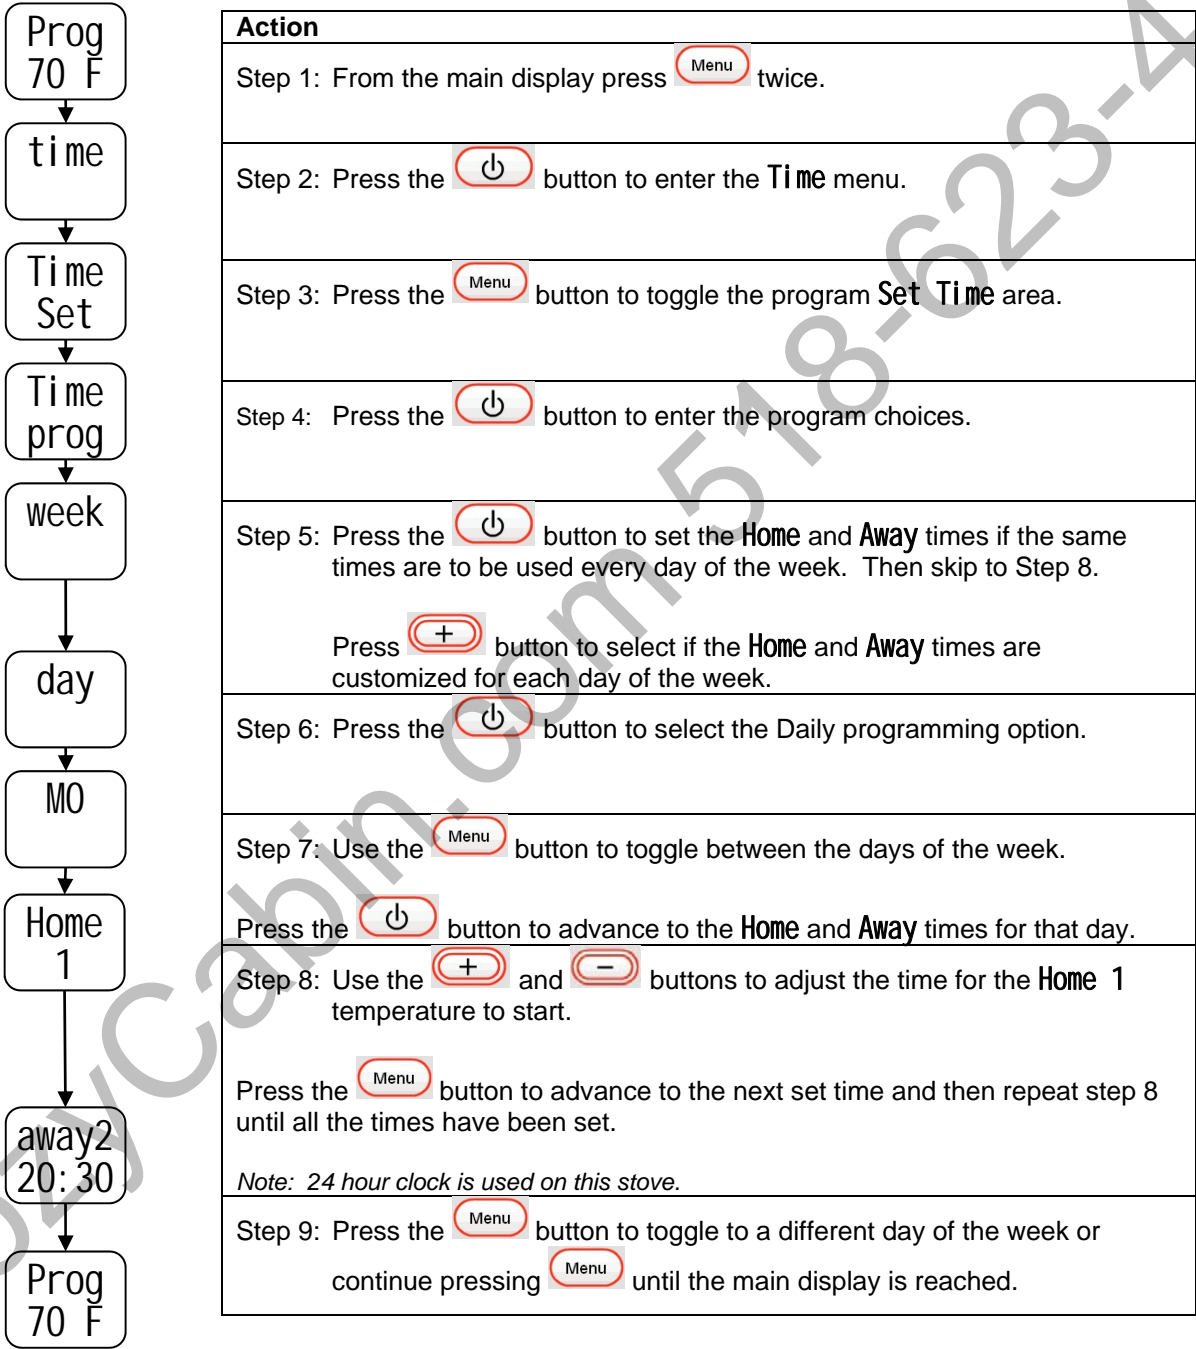 Prog
70 F
time
Time
Set
Time
prog
week
day
MO
Home
1
away2
20:30
Prog
70 F
Action
Step 1: From the main display press Menu twice.
Step 2: Press the button to enter the Time menu.
Step 3: Press the Menu button to toggle the program Set Time area.
Step 4: Press the button to enter the program choices.
Step 5: Press the button to set the Home and Away times if the same
times are to be used every day of the week. Then skip to Step 8.
Press + button to select if the Home and Away times are
customized for each day of the week.
Step 6: Press the button to select the Daily programming option.
Step 7: Use the Menu button to toggle between the days of the week.
Press the button to advance to the Home and Away times for that day.
Step 8: Use the + and − buttons to adjust the time for the Home 1
temperature to start.
Press the Menu button to advance to the next set time and then repeat step 8
until all the times have been set.
Note: 24 hour clock is used on this stove.
Step 9: Press the Menu button to toggle to a different day of the week or
continue pressing Menu until the main display is reached.
ozyCabin.com 518-623-4